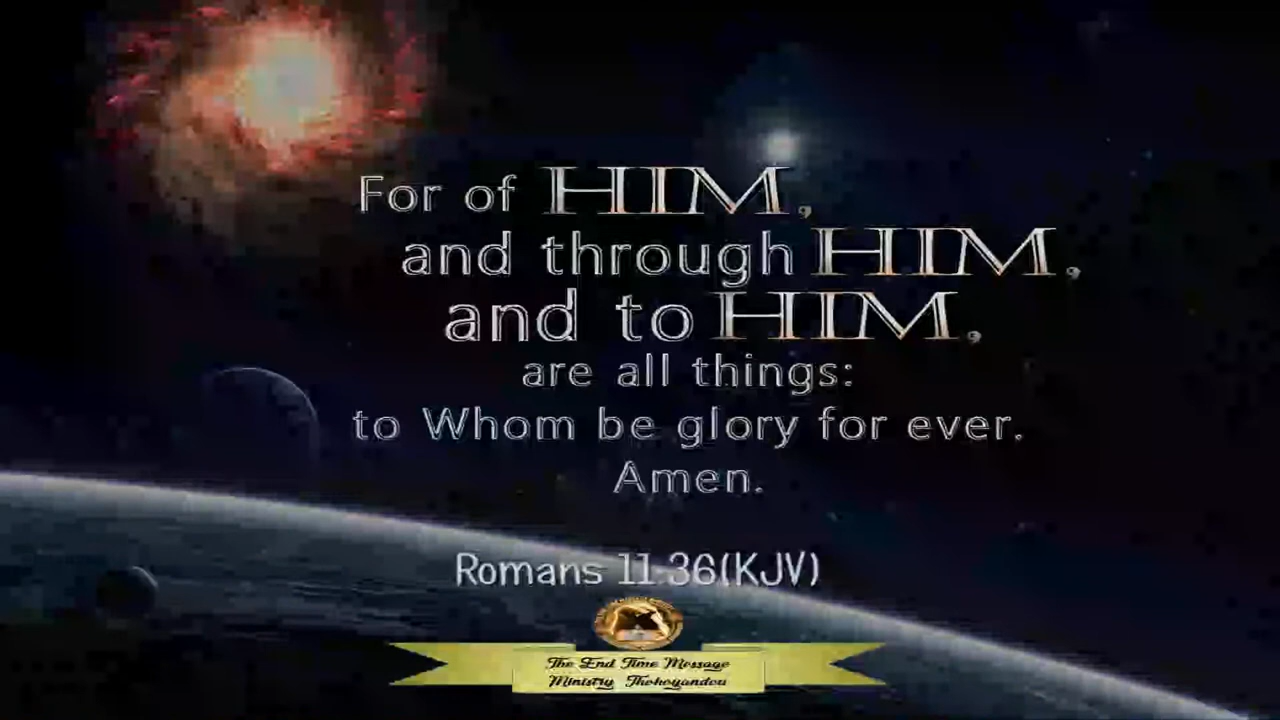 For of HIM,
and through HIM,
and to HIM,
are all things:
to Whom be glory for ever.
Amen.
Romans 11:36(KJV)
The End Time Message
Ministry Thohoyandou